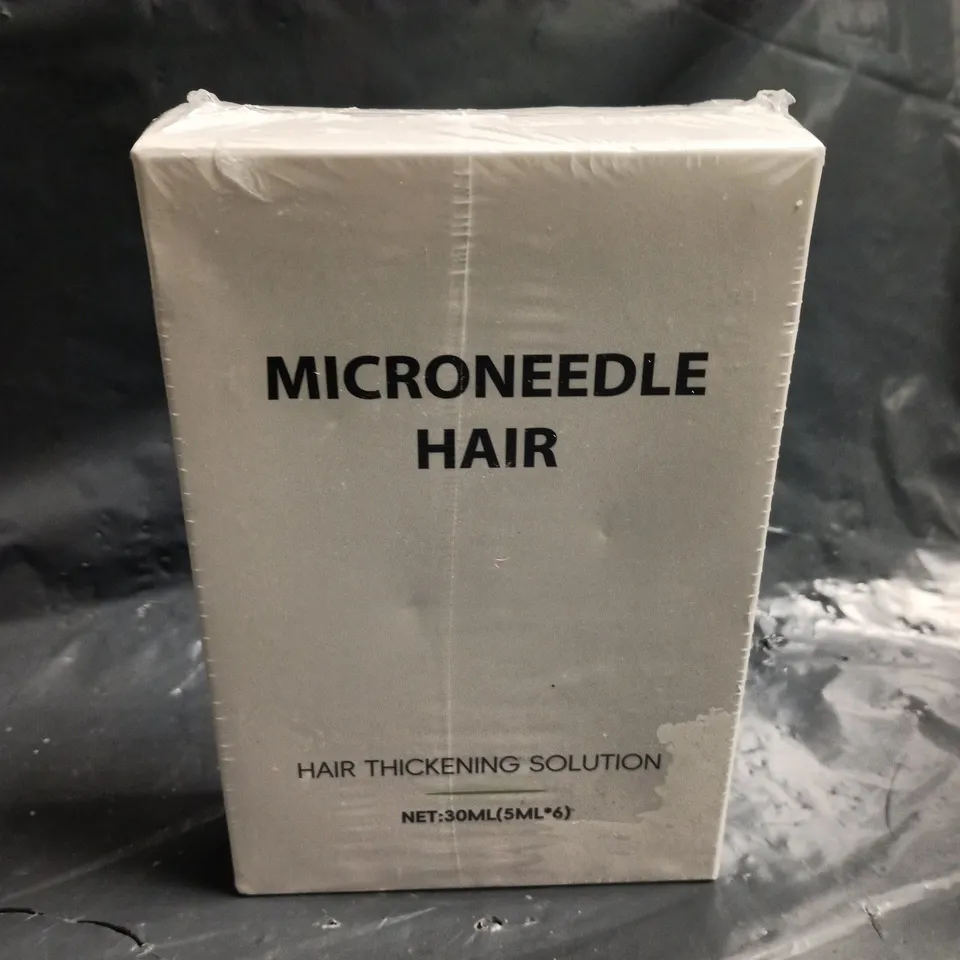 MICRONEEDLE
HAIR
HAIR THICKENING SOLUTION
NET:30ML(5ML*6)